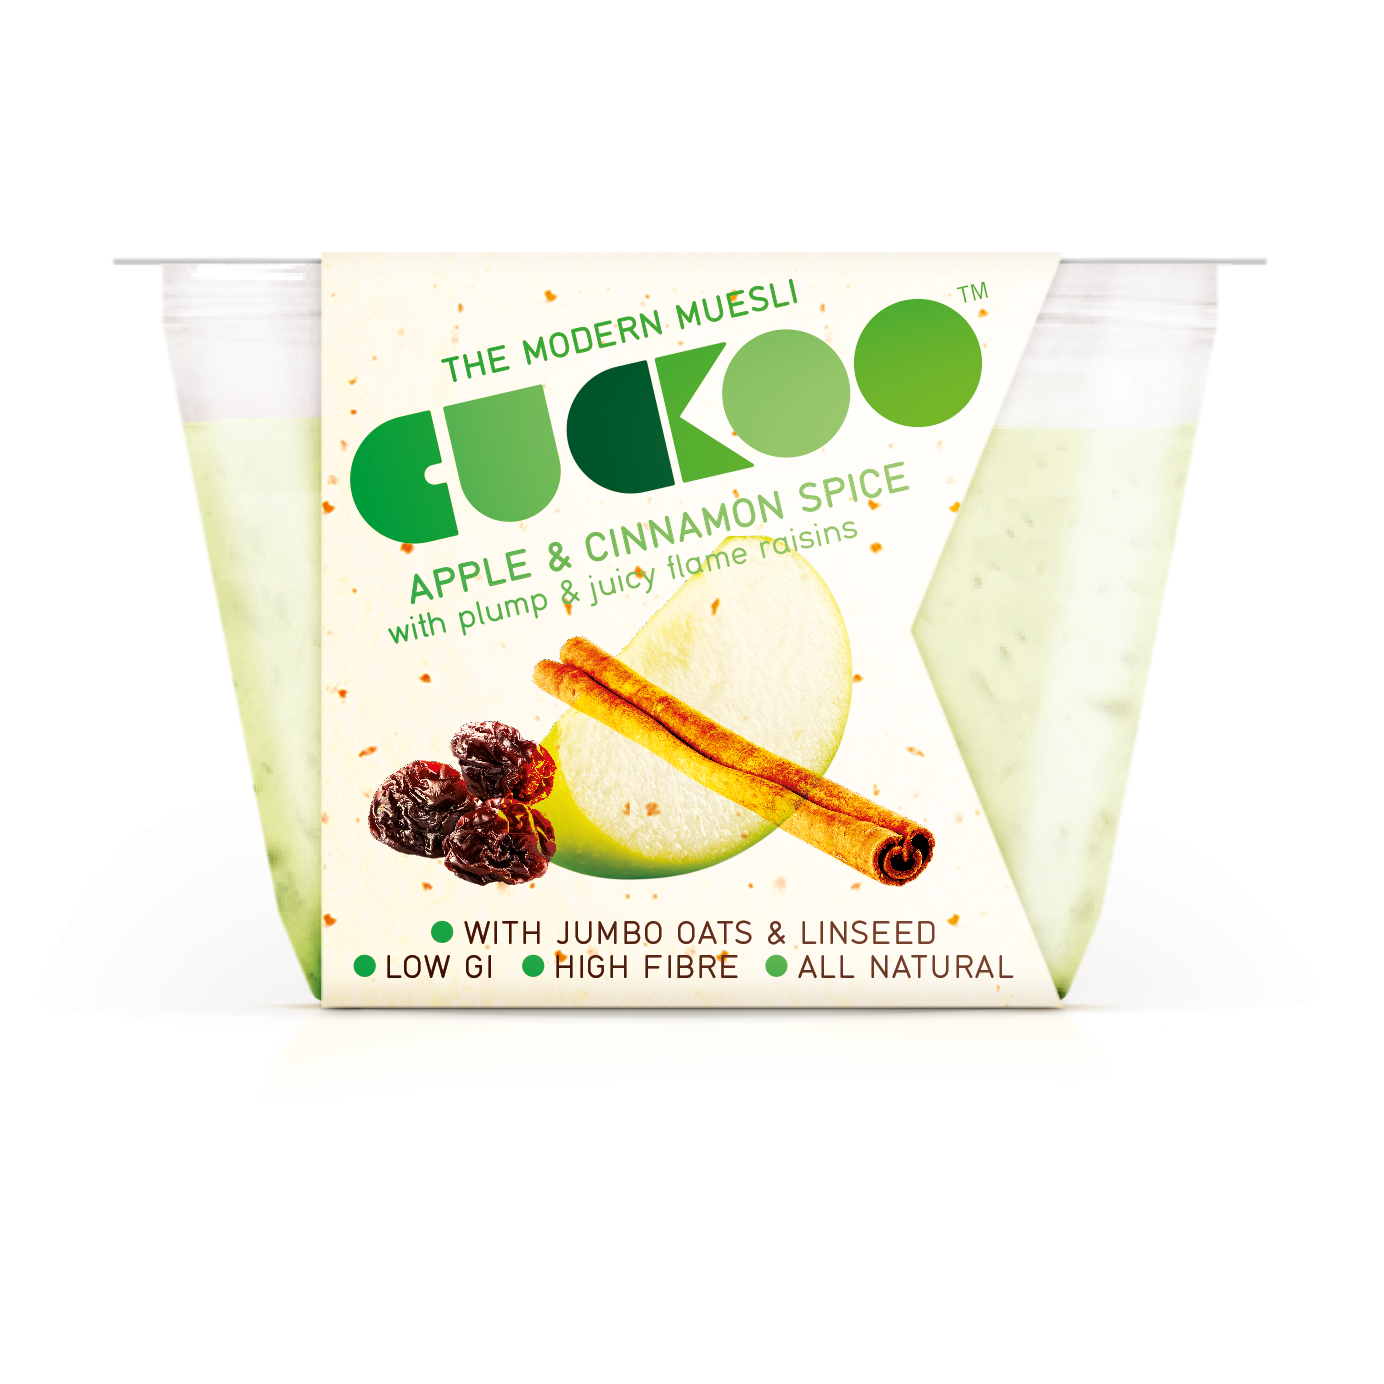 THE MODERN MUESLI
CUCKOO™
APPLE & CINNAMON SPICE
with plump & juicy flame raisins
WITH JUMBO OATS & LINSEED
LOW GI HIGH FIBRE ALL NATURAL